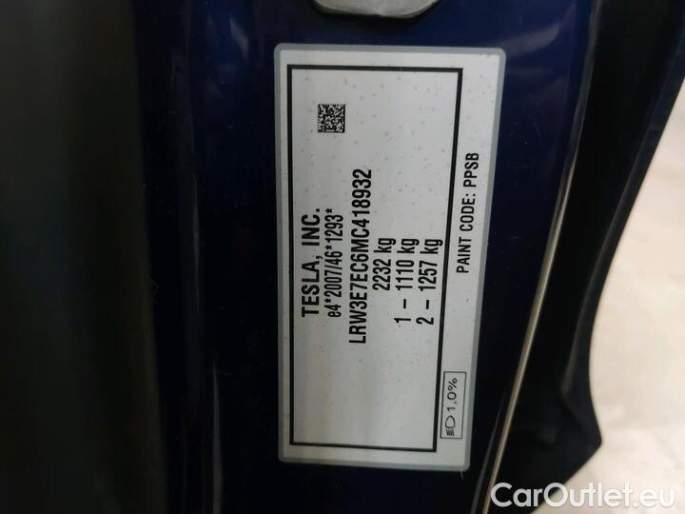 TESLA, INC.
e4*2007/46*1293*
LRW3E7EC6MC418932
2232 kg
1 – 1110 kg
2 – 1257 kg
PAINT CODE: PPSB
1,0%
CarOutlet.eu